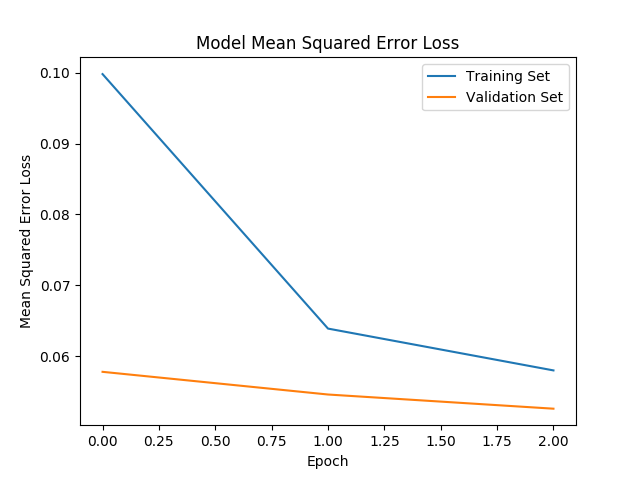 Model Mean Squared Error Loss
Training Set
Validation Set
0.10
0.09
0.08
0.07
0.06
Mean Squared Error Loss
0.00 0.25 0.50 0.75 1.00 1.25 1.50 1.75 2.00
Epoch